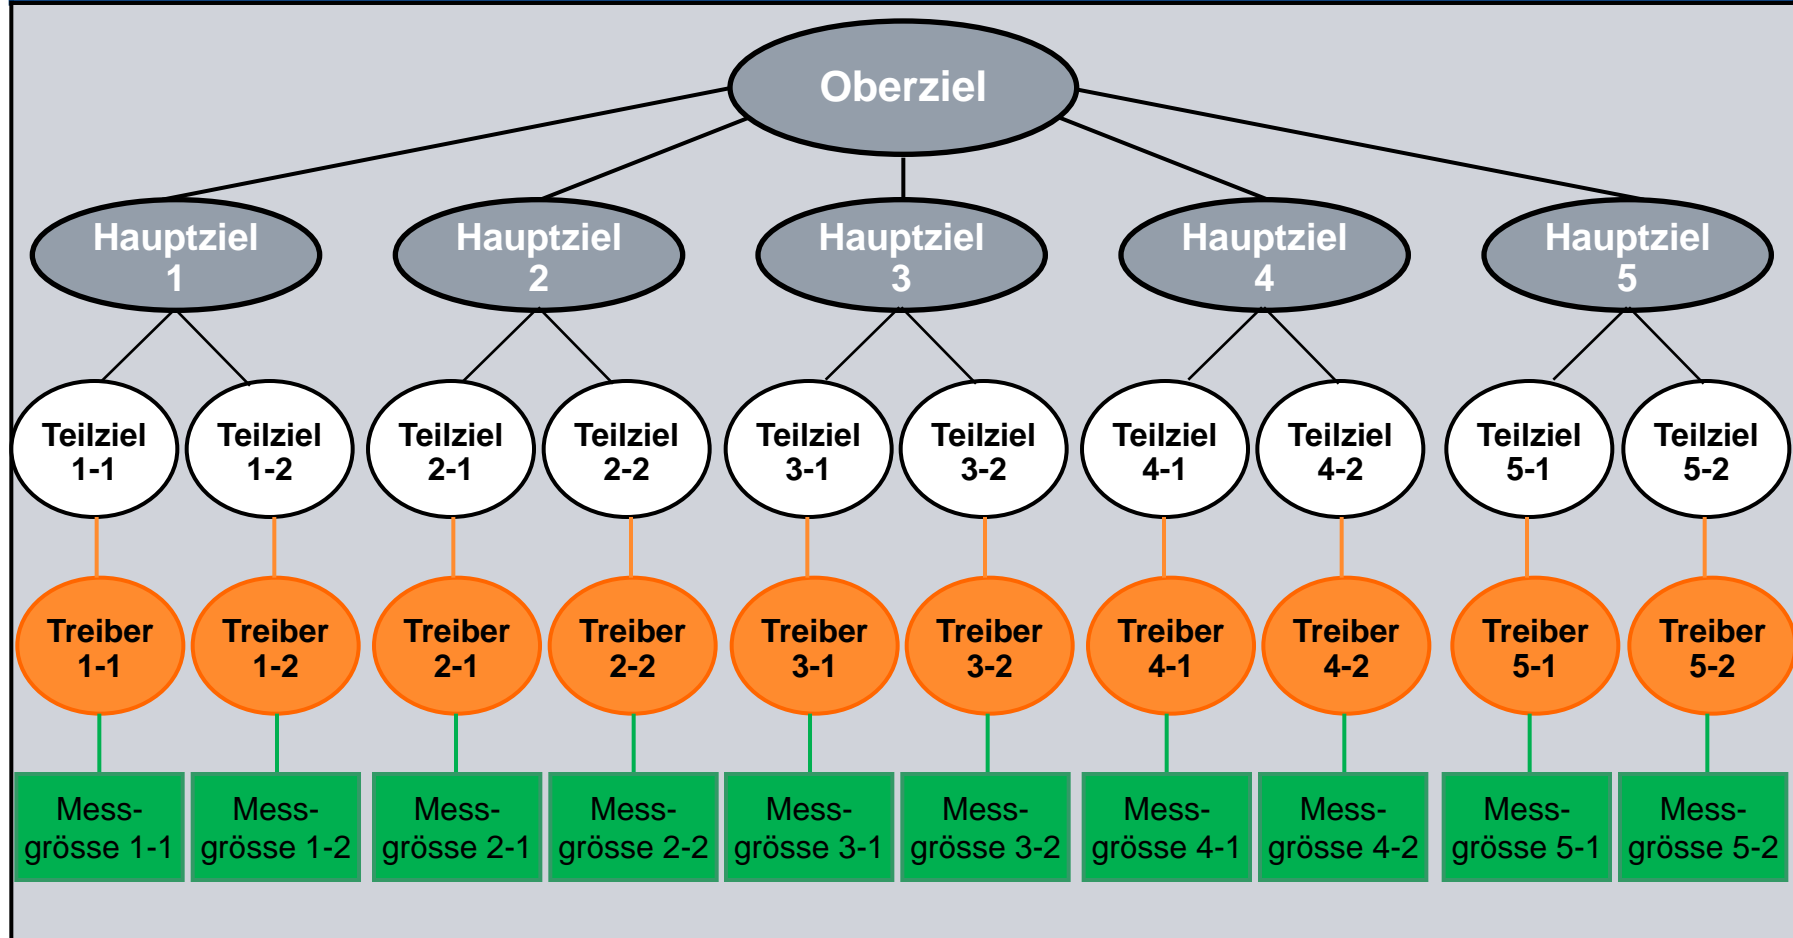 Oberziel
Hauptziel
1
Hauptziel
2
Hauptziel
3
Hauptziel
4
Hauptziel
5
Teilziel
1-1
Teilziel
1-2
Teilziel
2-1
Teilziel
2-2
Teilziel
3-1
Teilziel
3-2
Teilziel
4-1
Teilziel
4-2
Teilziel
5-1
Teilziel
5-2
Treiber
1-1
Treiber
1-2
Treiber
2-1
Treiber
2-2
Treiber
3-1
Treiber
3-2
Treiber
4-1
Treiber
4-2
Treiber
5-1
Treiber
5-2
Mess-
grösse 1-1
Mess-
grösse 1-2
Mess-
grösse 2-1
Mess-
grösse 2-2
Mess-
grösse 3-1
Mess-
grösse 3-2
Mess-
grösse 4-1
Mess-
grösse 4-2
Mess-
grösse 5-1
Mess-
grösse 5-2